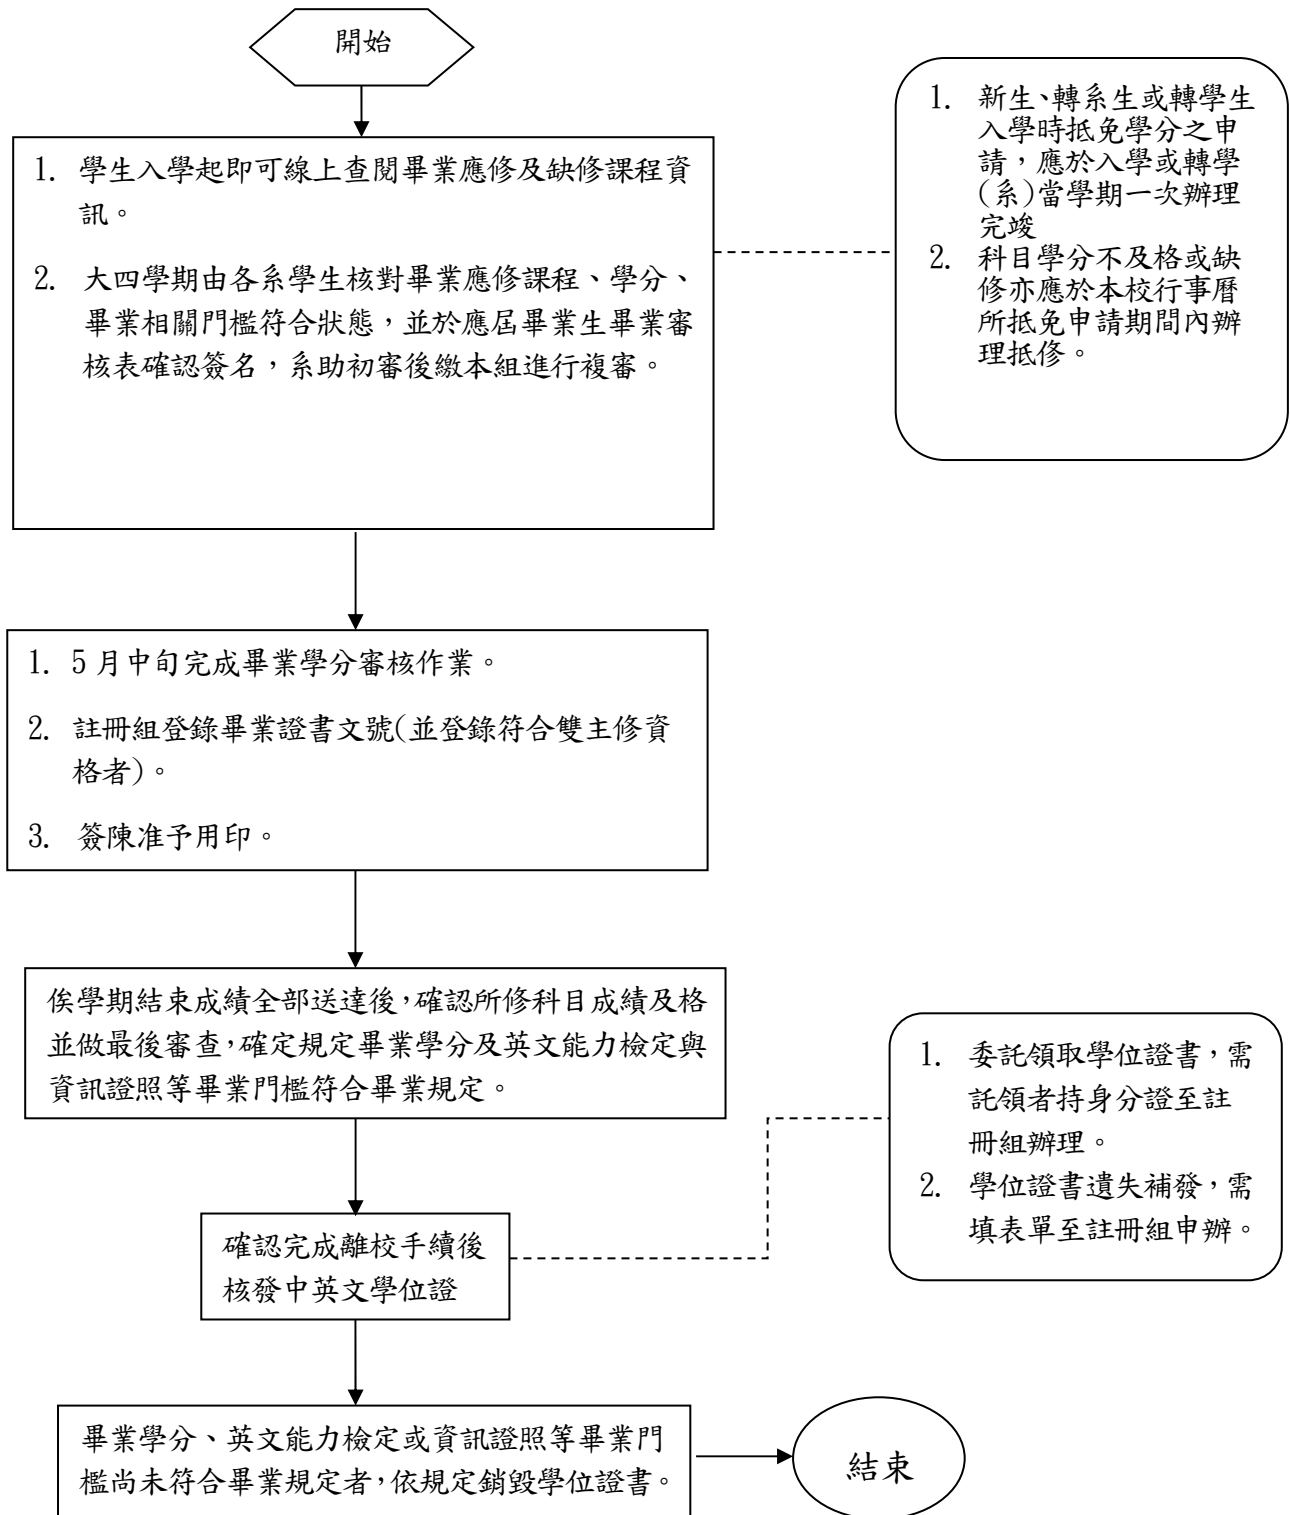 開始
1. 學生入學起即可線上查閱畢業應修及缺修課程資
訊。
2. 大四學期由各系學生核對畢業應修課程、學分、
畢業相關門檻符合狀態，並於應屆畢業生畢業審
核表確認簽名，系助初審後繳本組進行複審。
1. 新生、轉系生或轉學生
入學時抵免學分之申
請，應於入學或轉學
(系)當學期一次辦理
完竣
2. 科目學分不及格或缺
修亦應於本校行事曆
所抵免申請期間內辦
理抵修。
1. 5月中旬完成畢業學分審核作業。
2. 註冊組登錄畢業證書文號(並登錄符合雙主修資
格者)。
3. 簽陳准予用印。
俟學期結束成績全部送達後，確認所修科目成績及格
並做最後審查，確定規定畢業學分及英文能力檢定與
資訊證照等畢業門檻符合畢業規定。
1. 委託領取學位證書，需
託領者持身分證至註
冊組辦理。
2. 學位證書遺失補發，需
填表單至註冊組申辦。
確認完成離校手續後
核發中英文學位證
畢業學分、英文能力檢定或資訊證照等畢業門
檻尚未符合畢業規定者，依規定銷毀學位證書。
結束